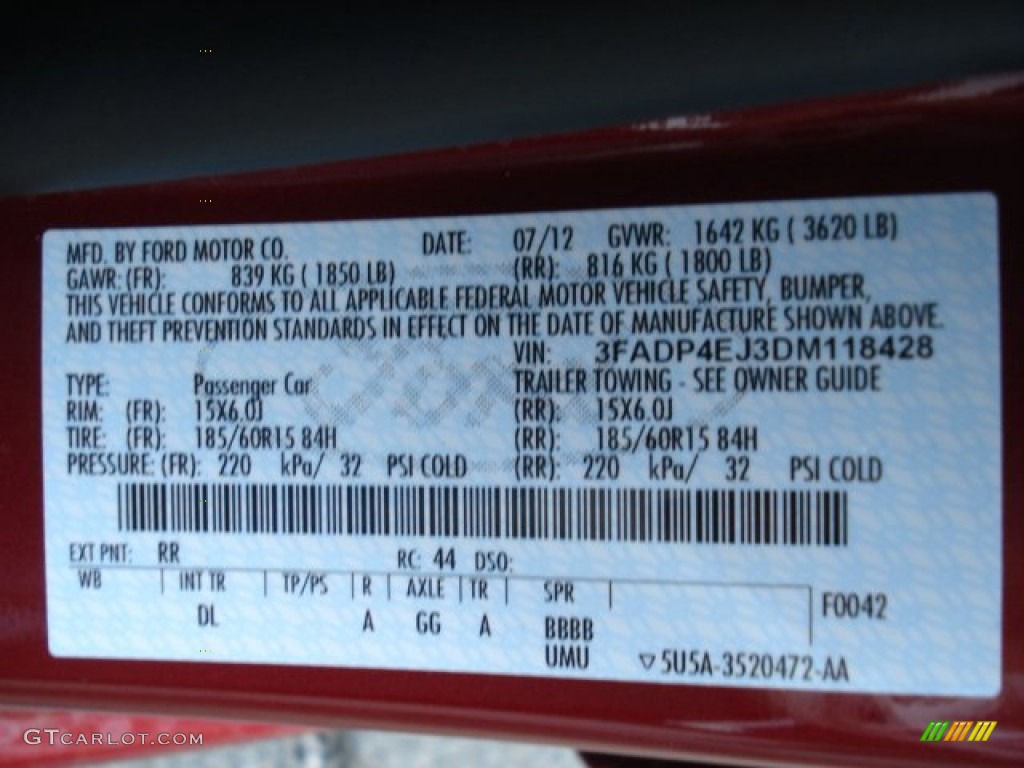 MFD. BY FORD MOTOR CO. DATE: 07/12 GVWR: 1642 KG ( 3620 LB)
GAWR: (FR): 839 KG ( 1850 LB) (RR): 816 KG ( 1800 LB)
THIS VEHICLE CONFORMS TO ALL APPLICABLE FEDERAL MOTOR VEHICLE SAFETY, BUMPER,
AND THEFT PREVENTION STANDARDS IN EFFECT ON THE DATE OF MANUFACTURE SHOWN ABOVE.
VIN: 3FADP4EJ3DM118428
TYPE: Passenger Car TRAILER TOWING - SEE OWNER GUIDE
RIM: (FR): 15X6.0J (RR): 15X6.0J
TIRE: (FR): 185/60R15 84H (RR): 185/60R15 84H
PRESSURE: (FR): 220 kPa/ 32 PSI COLD (RR): 220 kPa/ 32 PSI COLD
EXT PNT: RR RC: 44 DSO:
WB | INT TR | TP/PS | R | AXLE | TR | SPR | F0042
DL A GG A BBBB
UMU ▽5U5A-3520472-AA
GTCARLOT.COM